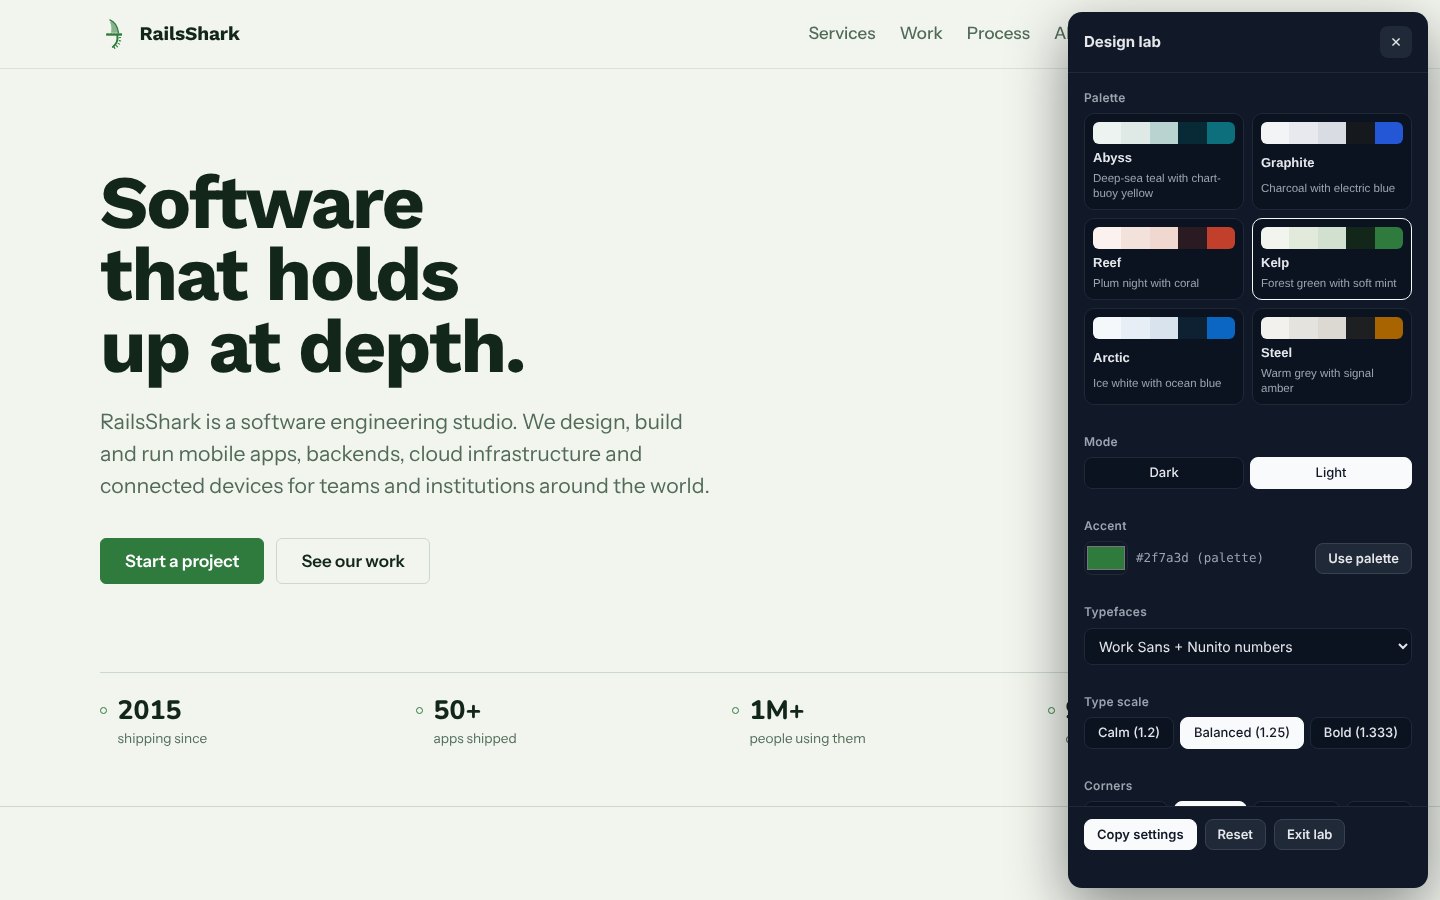 RailsShark
Services
Work
Process
Software
that holds
up at depth.
RailsShark is a software engineering studio. We design, build
and run mobile apps, backends, cloud infrastructure and
connected devices for teams and institutions around the world.
Start a project
See our work
2015
shipping since
50+
apps shipped
1M+
people using them
Design lab
×
Palette
Abyss
Deep-sea teal with chart-
buoy yellow
Graphite
Charcoal with electric blue
Reef
Plum night with coral
Kelp
Forest green with soft mint
Arctic
Ice white with ocean blue
Steel
Warm grey with signal
amber
Mode
Dark
Light
Accent
#2f7a3d (palette)
Use palette
Typefaces
Work Sans + Nunito numbers
Type scale
Calm (1.2)
Balanced (1.25)
Bold (1.333)
Corners
Copy settings
Reset
Exit lab